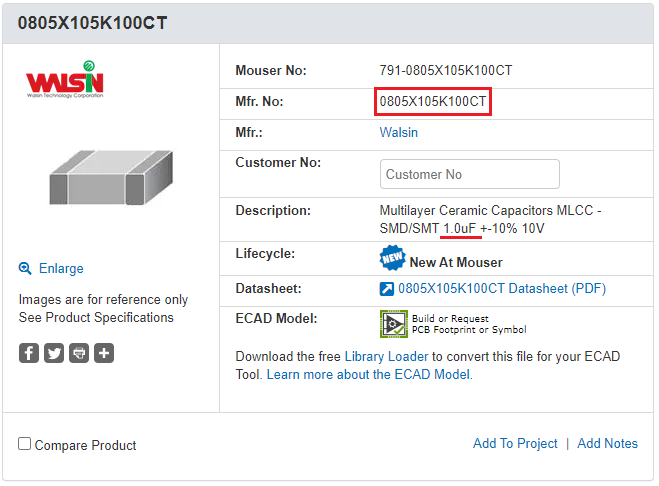 0805X105K100CT
WALSIN
Walsin Technology Corporation
Mouser No: 791-0805X105K100CT
Mfr. No: 0805X105K100CT
Mfr.: Walsin
Customer No: Customer No
Description: Multilayer Ceramic Capacitors MLCC -
SMD/SMT 1.0uF +-10% 10V
Lifecycle: NEW New At Mouser
Enlarge
Datasheet: 0805X105K100CT Datasheet (PDF)
Images are for reference only
See Product Specifications
ECAD Model: Build or Request
PCB Footprint or Symbol
Download the free Library Loader to convert this file for your ECAD
Tool. Learn more about the ECAD Model.
Compare Product
Add To Project | Add Notes